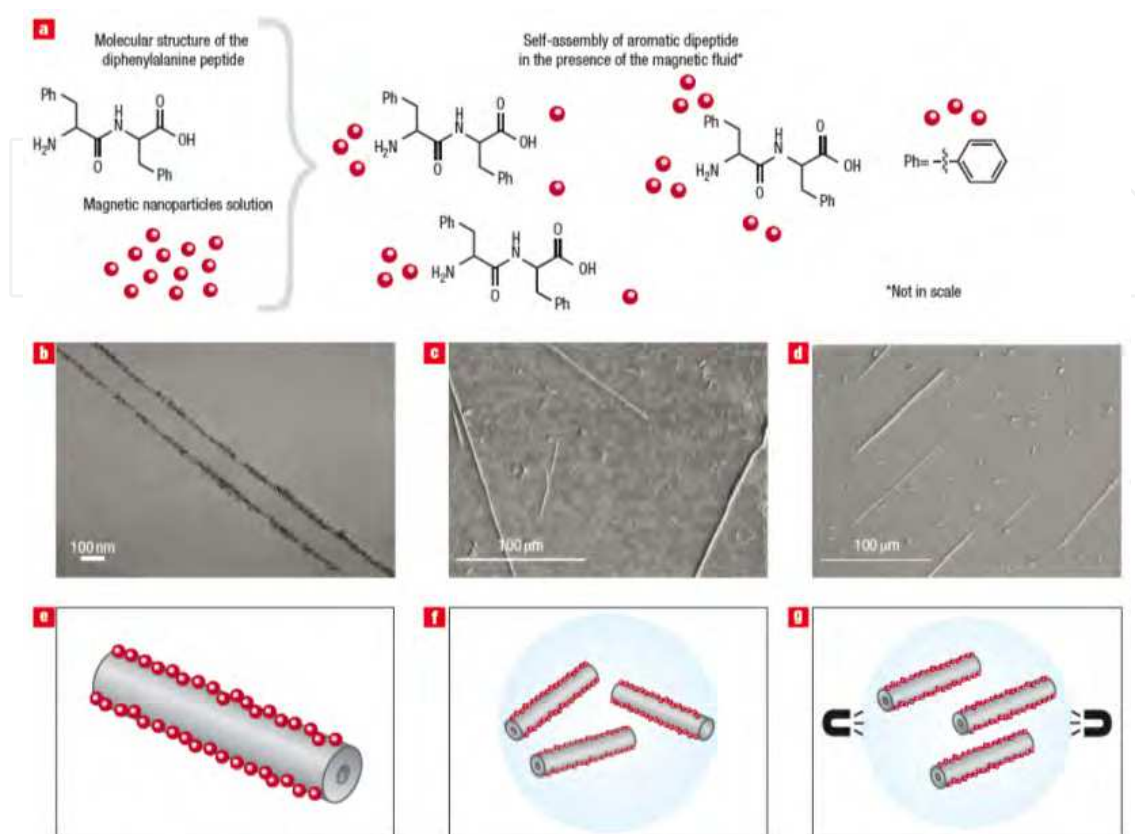 a
Molecular structure of the
diphenylalanine peptide
Self-assembly of aromatic dipeptide
in the presence of the magnetic fluid*
Ph
H
N
O
OH
H₂N
O
Ph
Ph
H
N
O
OH
H₂N
O
Ph
Ph
H
N
O
OH
H₂N
O
Ph
Ph=
Magnetic nanoparticles solution
Ph
H
N
O
OH
H₂N
O
Ph
*Not in scale
b
c
d
100 nm
100 µm
100 µm
e
f
g